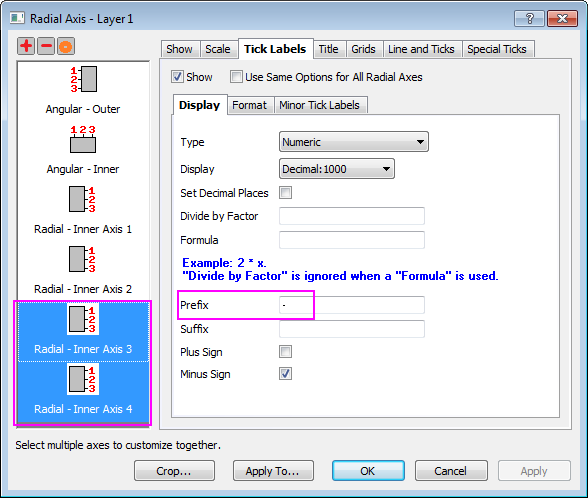 Radial Axis - Layer1
Show Scale Tick Labels Title Grids Line and Ticks Special Ticks
Show Use Same Options for All Radial Axes
Display Format Minor Tick Labels
1
2
3
Angular - Outer
1 2 3
Angular - Inner
1
2
3
Radial - Inner Axis 1
1
2
3
Radial - Inner Axis 2
1
2
3
Radial - Inner Axis 3
1
2
3
Radial - Inner Axis 4
Type Numeric
Display Decimal:1000
Set Decimal Places
Divide by Factor
Formula
Example: 2 * x.
"Divide by Factor" is ignored when a "Formula" is used.
Prefix -
Suffix
Plus Sign
Minus Sign
Select multiple axes to customize together.
Crop... Apply To... OK Cancel Apply